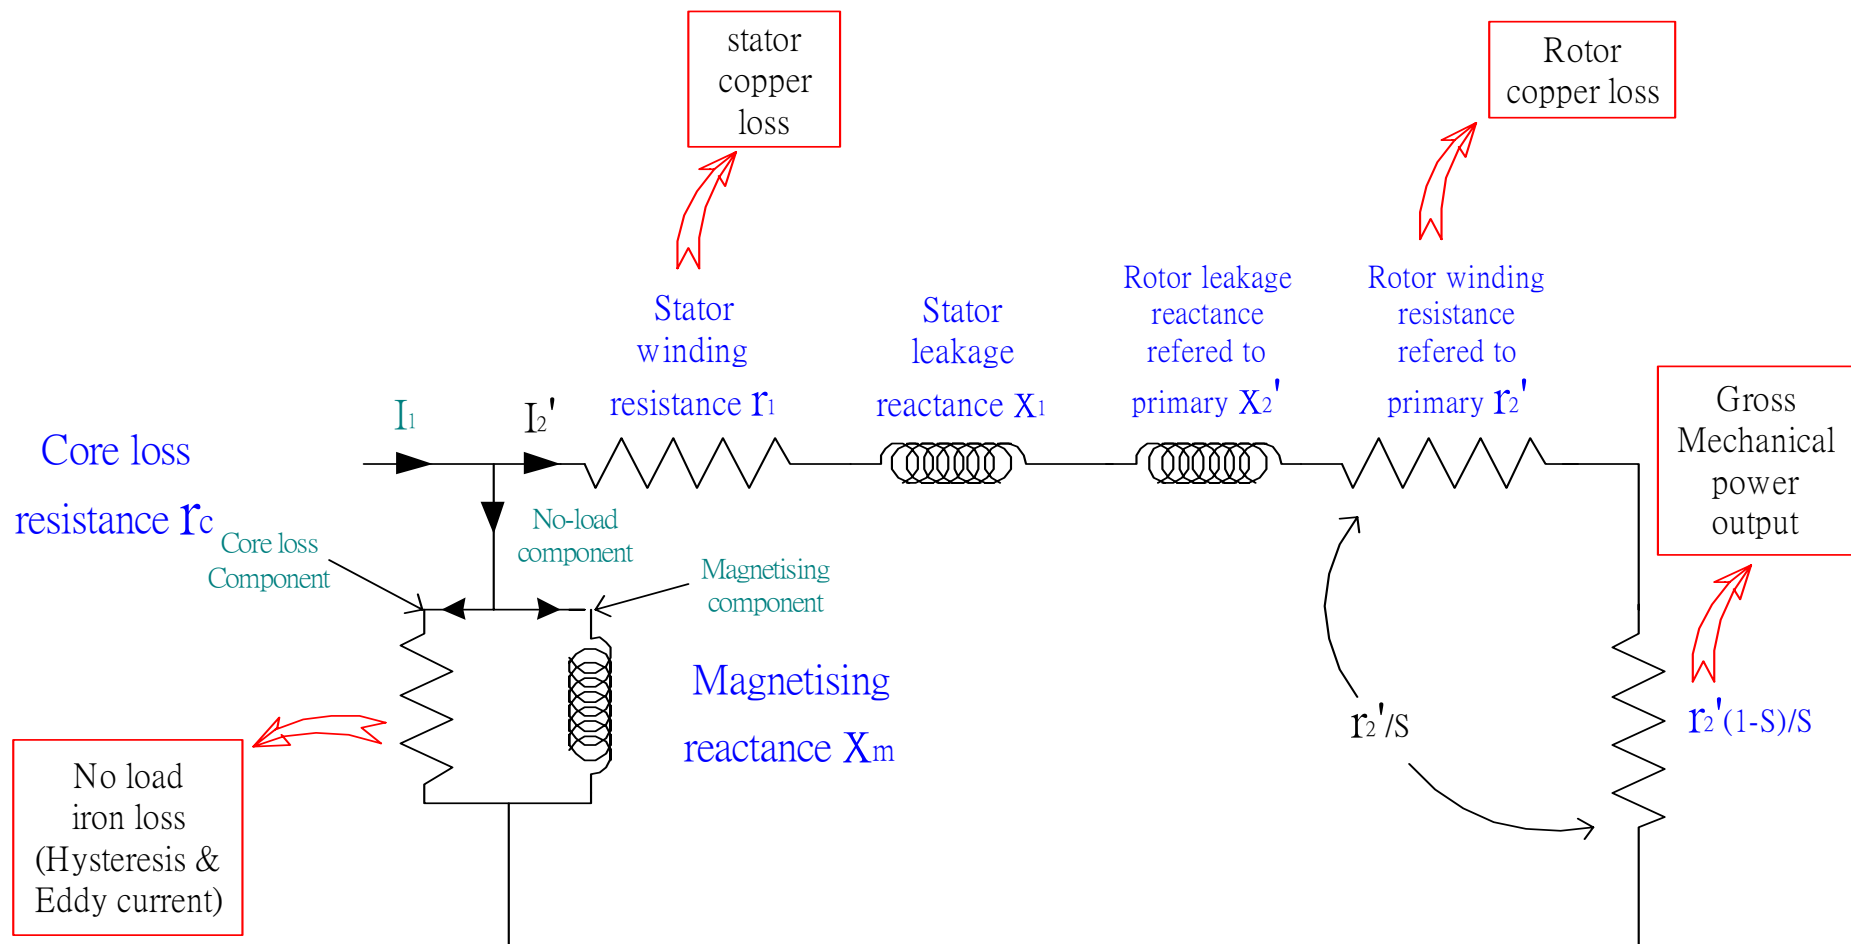 stator
copper
loss
Rotor
copper loss
Stator
winding
resistance r1
Stator
leakage
reactance x1
Rotor leakage
reactance
refered to
primary x2'
Rotor winding
resistance
refered to
primary r2'
Gross
Mechanical
power
output
I1
I2'
Core loss
resistance rc
Core loss
Component
No-load
component
Magnetising
component
Magnetising
reactance Xm
r2'/S
r2'(1-S)/S
No load
iron loss
(Hysteresis &
Eddy current)